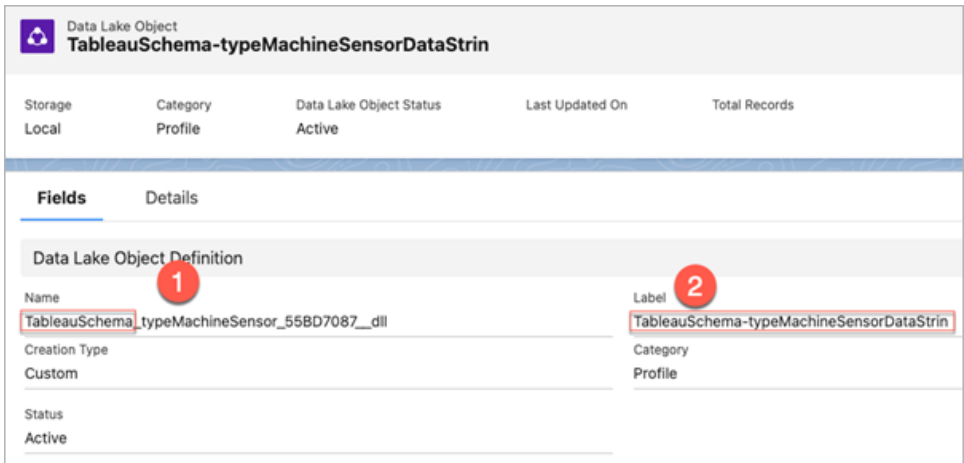 Data Lake Object
TableauSchema-typeMachineSensorDataStrin
Storage Category Data Lake Object Status Last Updated On Total Records
Local Profile Active
Fields Details
Data Lake Object Definition
1 2
Name Label
TableauSchema_typeMachineSensor_55BD7087__dll TableauSchema-typeMachineSensorDataStrin
Creation Type Category
Custom Profile
Status
Active